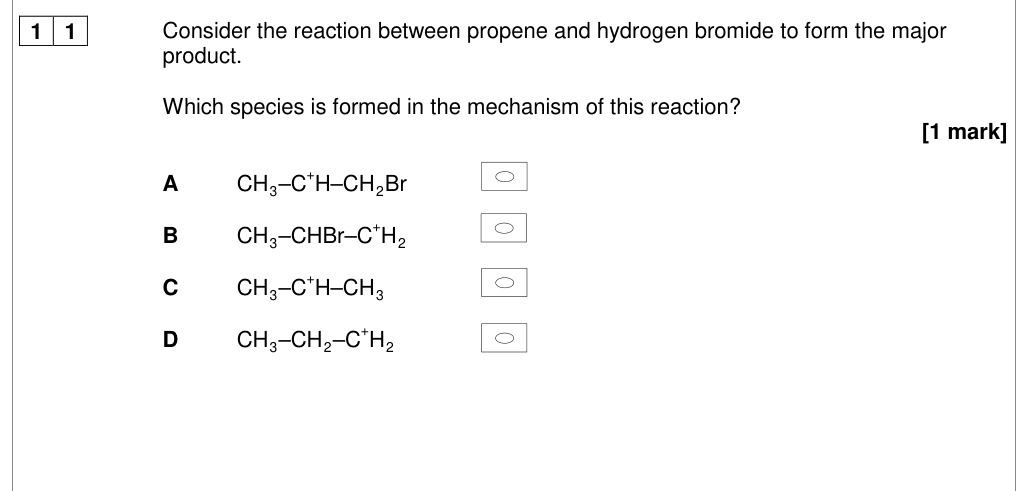 1 1 Consider the reaction between propene and hydrogen bromide to form the major
product.
Which species is formed in the mechanism of this reaction?
[1 mark]
A CH₃–C⁺H–CH₂Br
B CH₃–CHBr–C⁺H₂
C CH₃–C⁺H–CH₃
D CH₃–CH₂–C⁺H₂